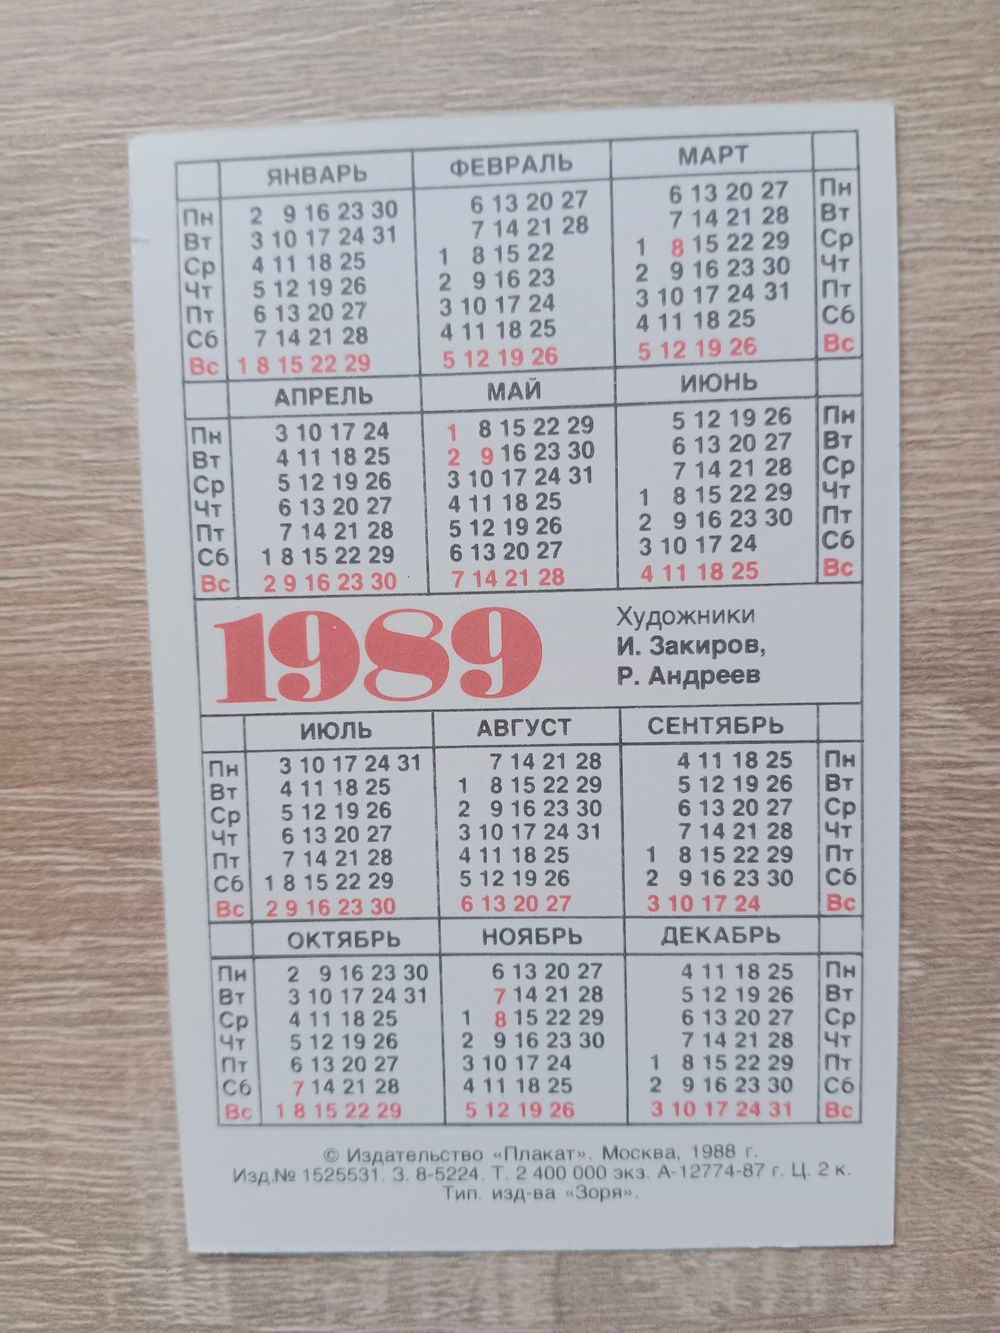 ЯНВАРЬ ФЕВРАЛЬ МАРТ
Пн 2 9 16 23 30 6 13 20 27 6 13 20 27 Пн
Вт 3 10 17 24 31 7 14 21 28 7 14 21 28 Вт
Ср 4 11 18 25 1 8 15 22 1 8 15 22 29 Ср
Чт 5 12 19 26 2 9 16 23 2 9 16 23 30 Чт
Пт 6 13 20 27 3 10 17 24 3 10 17 24 31 Пт
Сб 7 14 21 28 4 11 18 25 4 11 18 25 Сб
Вс 1 8 15 22 29 5 12 19 26 5 12 19 26 Вс
АПРЕЛЬ МАЙ ИЮНЬ
Пн 3 10 17 24 1 8 15 22 29 5 12 19 26 Пн
Вт 4 11 18 25 2 9 16 23 30 6 13 20 27 Вт
Ср 5 12 19 26 3 10 17 24 31 7 14 21 28 Ср
Чт 6 13 20 27 4 11 18 25 1 8 15 22 29 Чт
Пт 7 14 21 28 5 12 19 26 2 9 16 23 30 Пт
Сб 1 8 15 22 29 6 13 20 27 3 10 17 24 Сб
Вс 2 9 16 23 30 7 14 21 28 4 11 18 25 Вс
1989
Художники
И. Закиров,
Р. Андреев
ИЮЛЬ АВГУСТ СЕНТЯБРЬ
Пн 3 10 17 24 31 7 14 21 28 4 11 18 25 Пн
Вт 4 11 18 25 1 8 15 22 29 5 12 19 26 Вт
Ср 5 12 19 26 2 9 16 23 30 6 13 20 27 Ср
Чт 6 13 20 27 3 10 17 24 31 7 14 21 28 Чт
Пт 7 14 21 28 4 11 18 25 1 8 15 22 29 Пт
Сб 1 8 15 22 29 5 12 19 26 2 9 16 23 30 Сб
Вс 2 9 16 23 30 6 13 20 27 3 10 17 24 Вс
ОКТЯБРЬ НОЯБРЬ ДЕКАБРЬ
Пн 2 9 16 23 30 6 13 20 27 4 11 18 25 Пн
Вт 3 10 17 24 31 7 14 21 28 5 12 19 26 Вт
Ср 4 11 18 25 1 8 15 22 29 6 13 20 27 Ср
Чт 5 12 19 26 2 9 16 23 30 7 14 21 28 Чт
Пт 6 13 20 27 3 10 17 24 1 8 15 22 29 Пт
Сб 7 14 21 28 4 11 18 25 2 9 16 23 30 Сб
Вс 1 8 15 22 29 5 12 19 26 3 10 17 24 31 Вс
© Издательство «Плакат». Москва, 1988 г.
Изд.№ 1525531. З. 8-5224. Т. 2 400 000 экз. А-12774-87 г. Ц. 2 к.
Тип. изд-ва «Зоря».